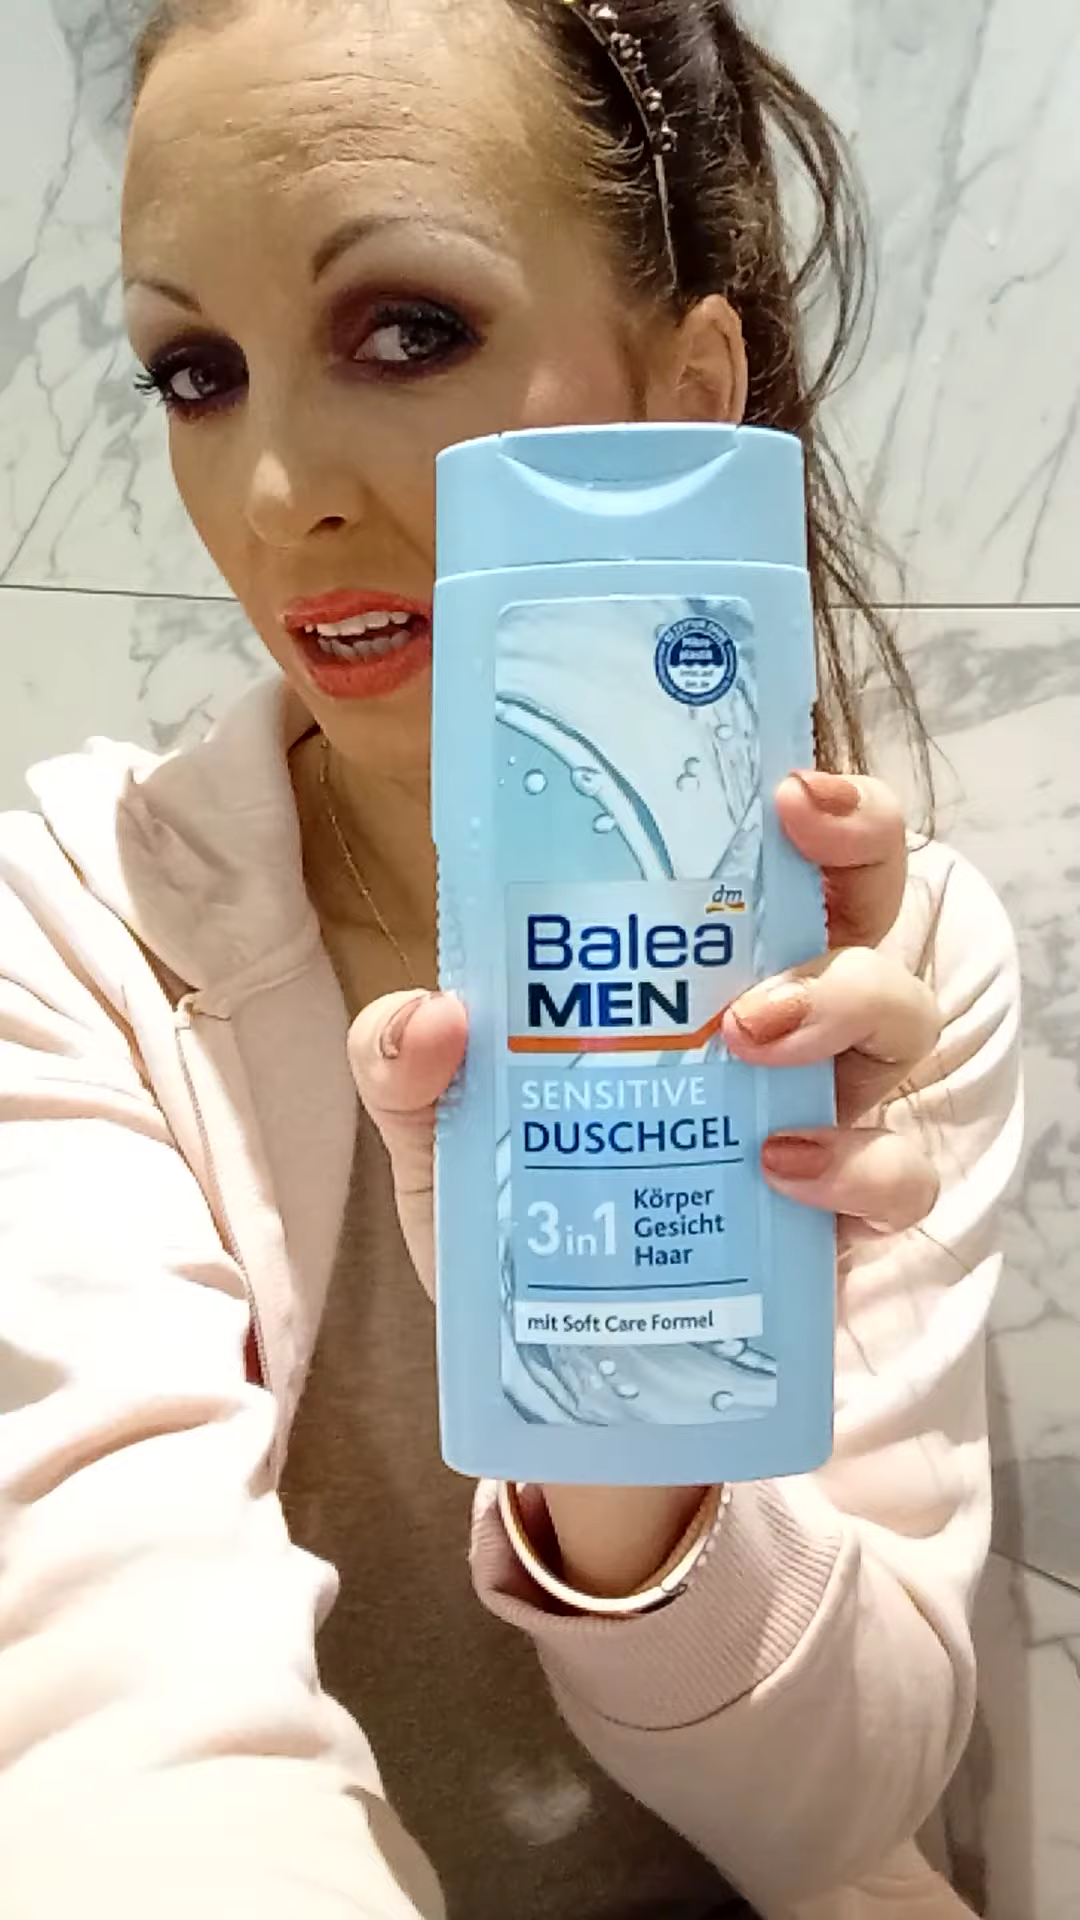 dm
Balea
MEN
SENSITIVE
DUSCHGEL
3in1
Körper
Gesicht
Haar
mit Soft Care Formel